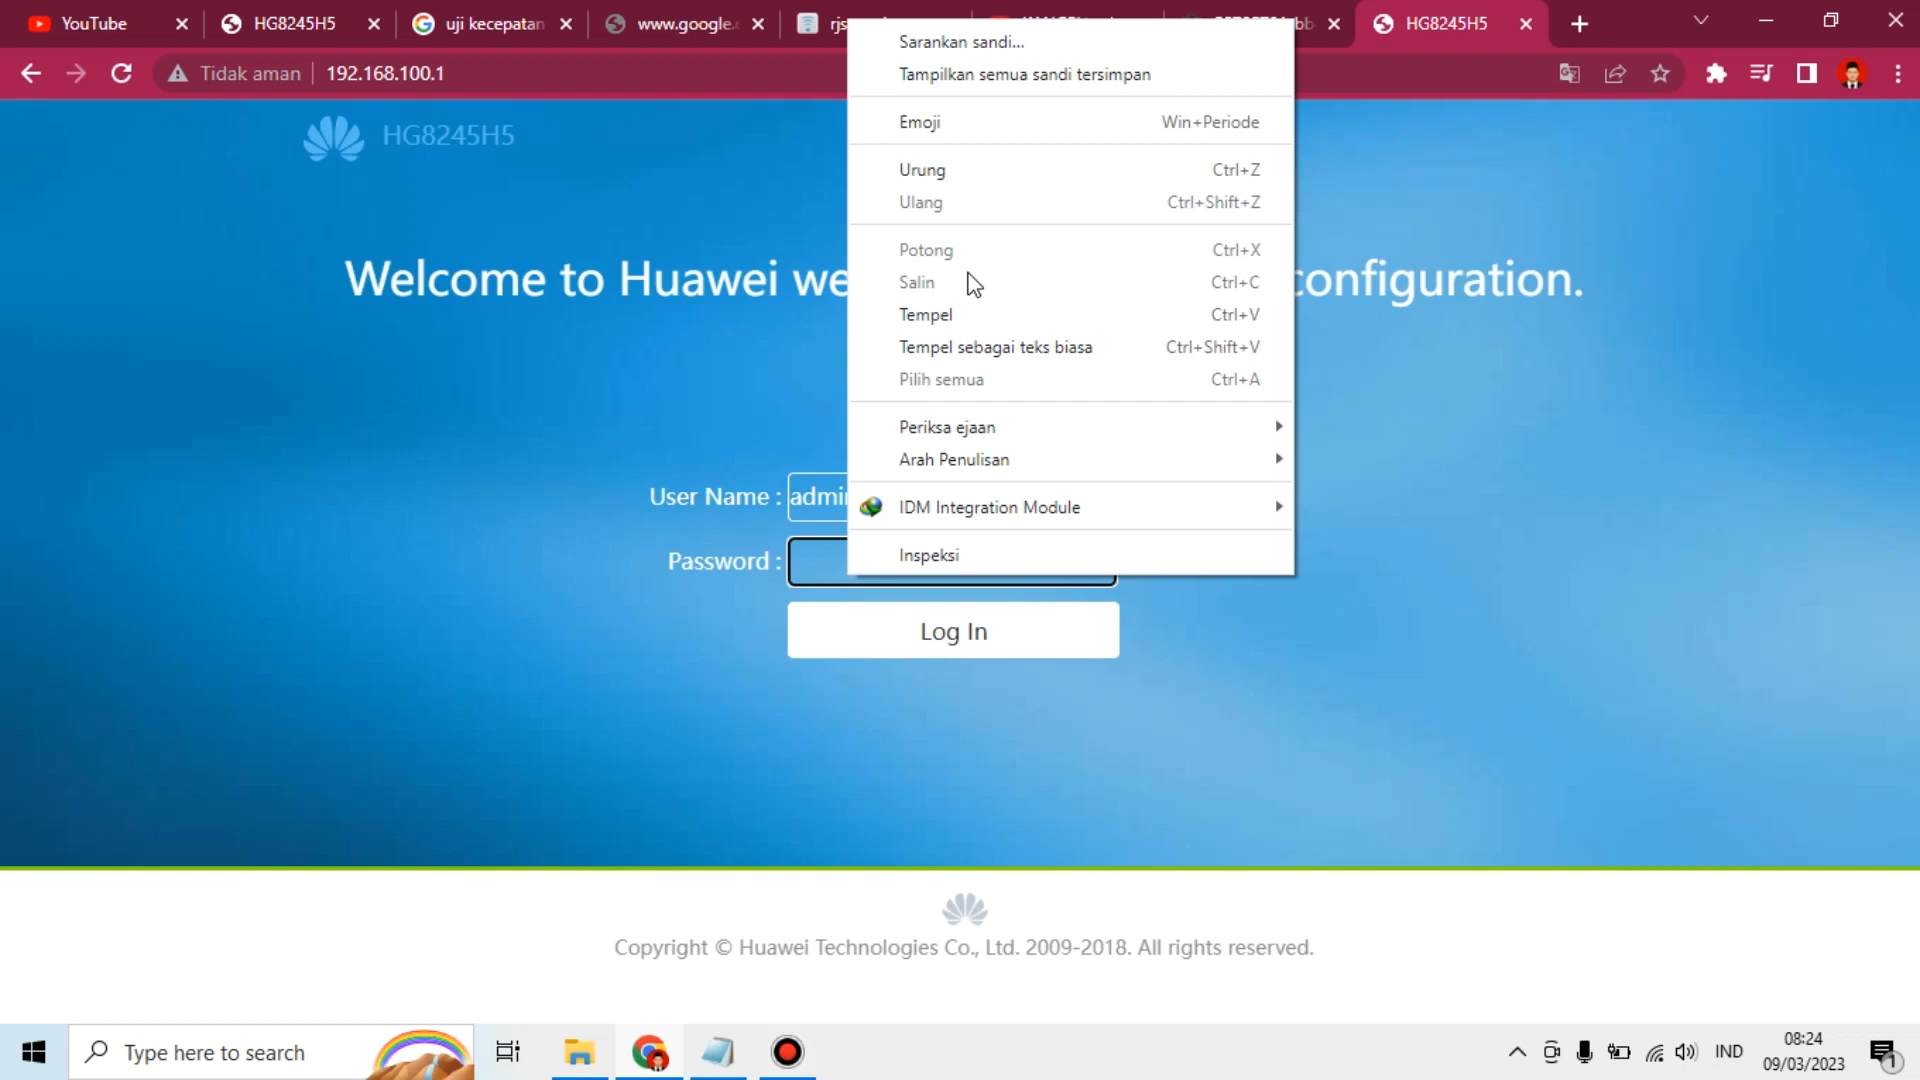 YouTube
HG8245H5
uji kecepatan
www.google.
rjs
HG8245H5
Tidak aman
192.168.100.1
Sarankan sandi...
Tampilkan semua sandi tersimpan
Emoji Win+Periode
Urung Ctrl+Z
Ulang Ctrl+Shift+Z
Potong Ctrl+X
Salin Ctrl+C
Tempel Ctrl+V
Tempel sebagai teks biasa Ctrl+Shift+V
Pilih semua Ctrl+A
Periksa ejaan
Arah Penulisan
IDM Integration Module
Inspeksi
HG8245H5
Welcome to Huawei we configuration.
User Name : admin
Password :
Log In
Copyright © Huawei Technologies Co., Ltd. 2009-2018. All rights reserved.
Type here to search
IND
08:24
09/03/2023
1